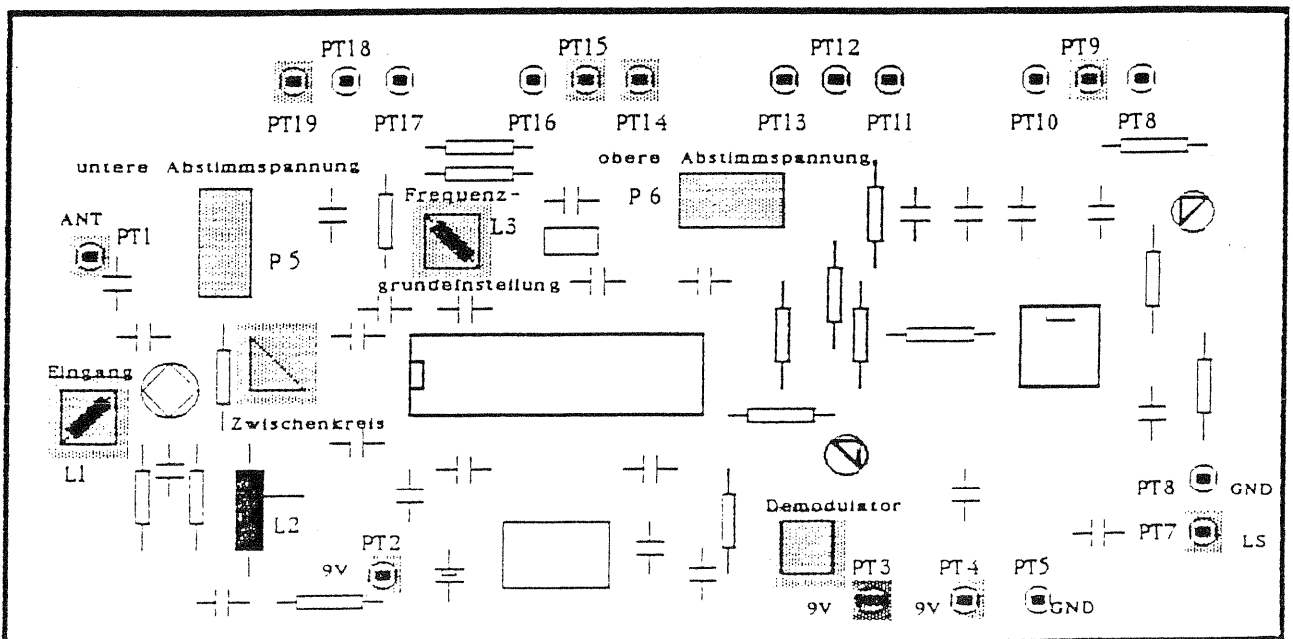 PT18
PT15
PT12
PT9
PT19
PT17
PT16
PT14
PT13
PT11
PT10
PT8
untere Abstimmspannung
obere Abstimmspannung
Frequenz-
P 6
ANT
PT1
L3
P 5
grundeinstellung
Eingang
Zwischenkreis
L1
L2
Demodulator
PT8
GND
PT7
LS
PT2
9V
PT3
PT4
PT5
9V
9V
GND